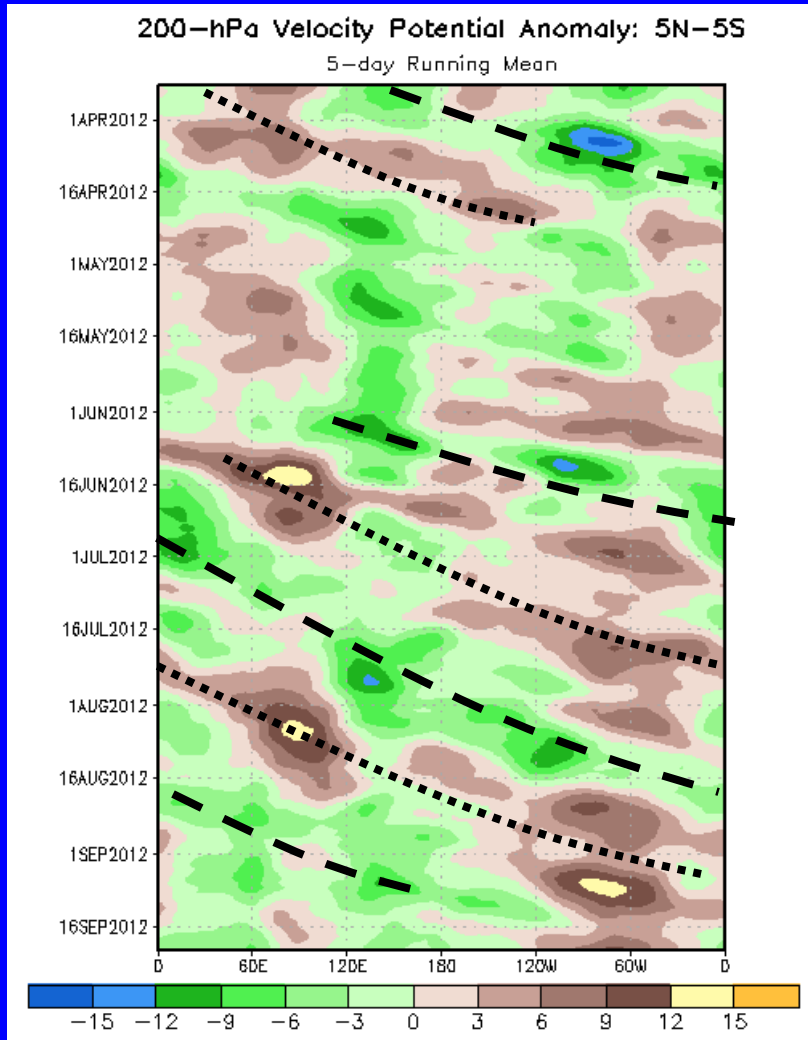 200-hPa Velocity Potential Anomaly: 5N-5S
5-day Running Mean
1APR2012
16APR2012
1MAY2012
16MAY2012
1JUN2012
16JUN2012
1JUL2012
16JUL2012
1AUG2012
16AUG2012
1SEP2012
16SEP2012
0 60E 120E 180 120W 60W 0
-15 -12 -9 -6 -3 0 3 6 9 12 15